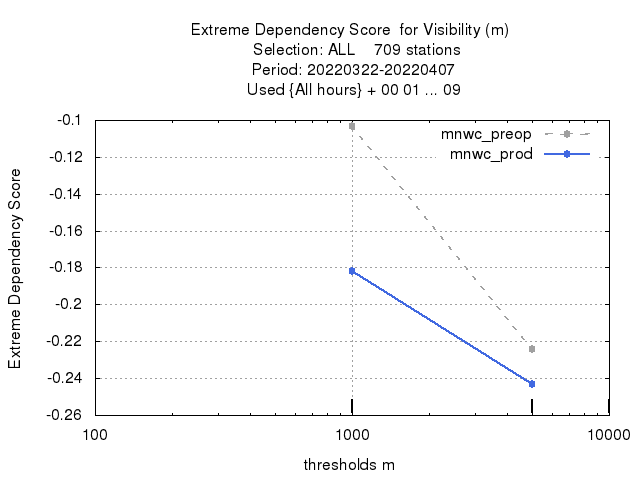 Extreme Dependency Score  for Visibility (m)
Selection: ALL    709 stations
Period: 20220322-20220407
Used {All hours} + 00 01 ... 09
mnwc_preop
mnwc_prod
Extreme Dependency Score
-0.1
-0.12
-0.14
-0.16
-0.18
-0.2
-0.22
-0.24
-0.26
100
1000
10000
thresholds m